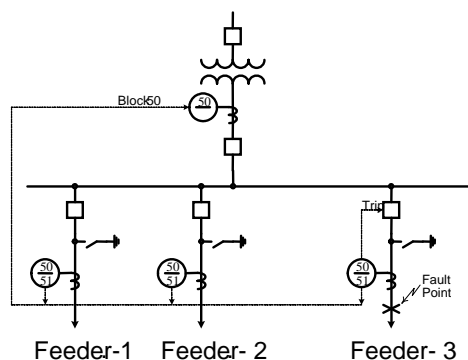 Block50
50
Trip
50
51
50
51
50
51
Fault
Point
Feeder-1
Feeder- 2
Feeder- 3